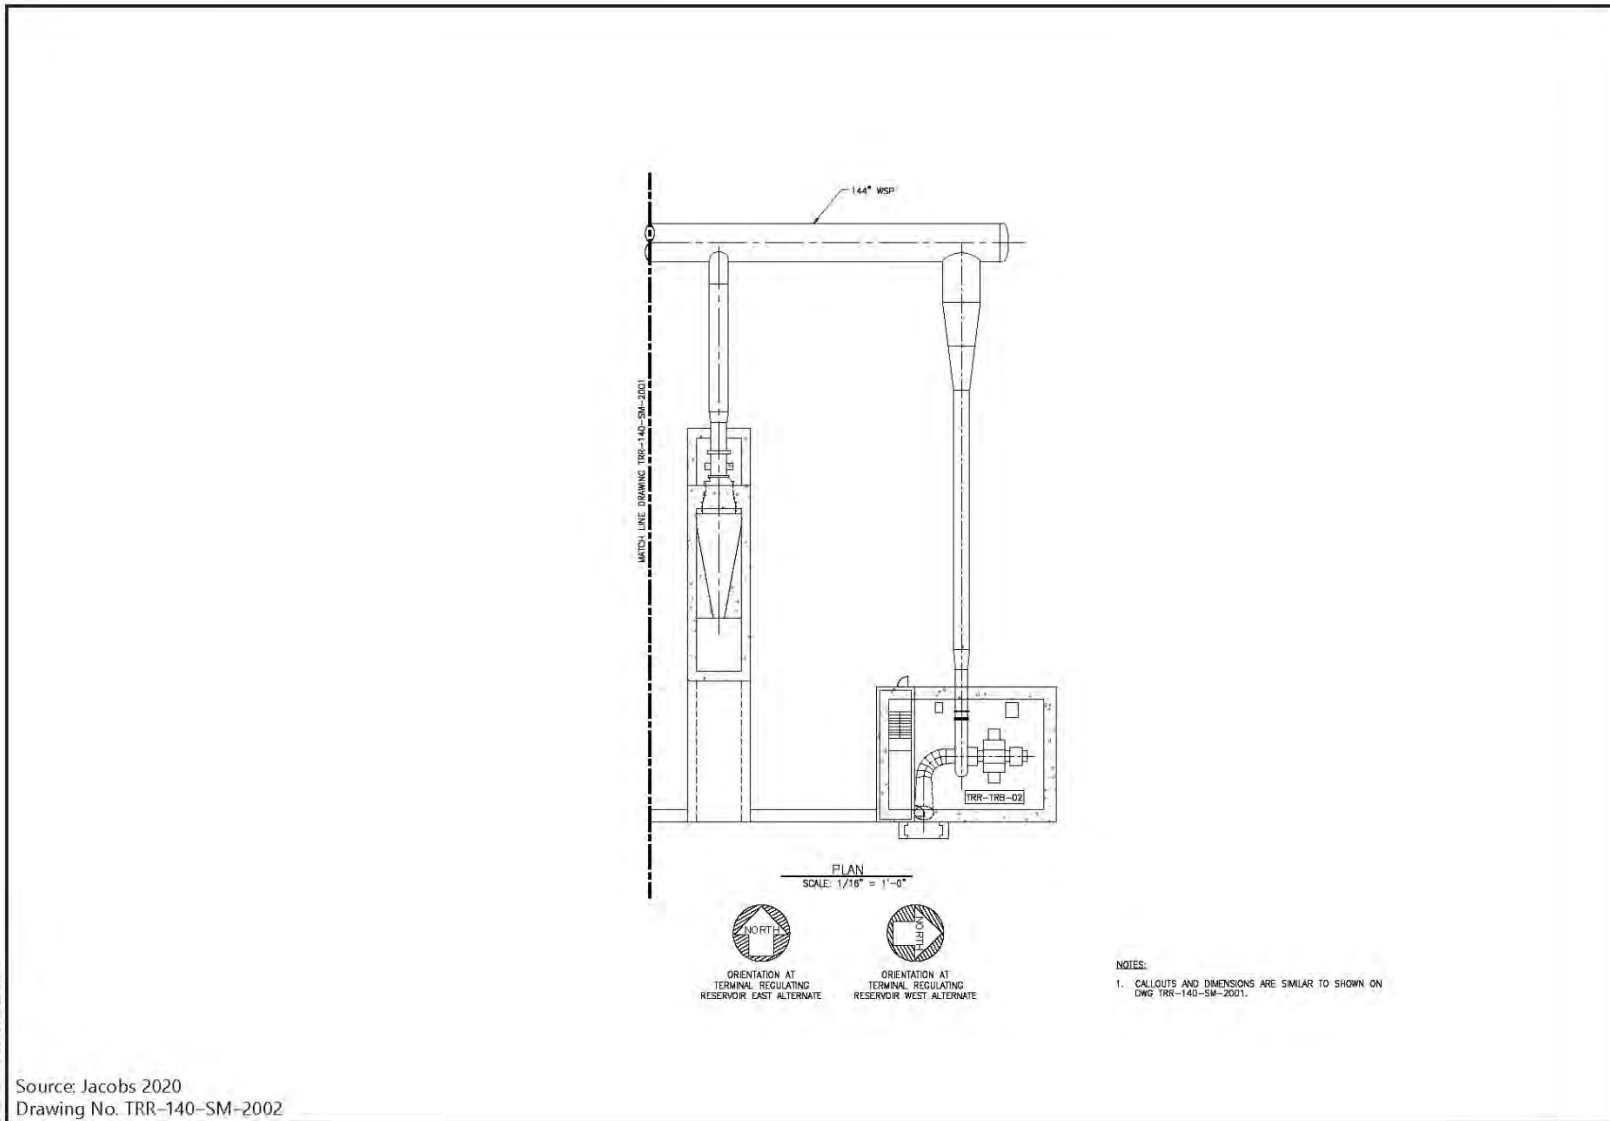 144" WSP
MATCH LINE DRAWING TRR-140-SM-2001
TRR-TRB-02
PLAN
SCALE: 1/16" = 1'-0"
NORTH
ORIENTATION AT
TERMINAL REGULATING
RESERVOIR EAST ALTERNATE
NORTH
ORIENTATION AT
TERMINAL REGULATING
RESERVOIR WEST ALTERNATE
NOTES:
1. CALLOUTS AND DIMENSIONS ARE SIMILAR TO SHOWN ON
DWG TRR-140-SM-2001.
Source: Jacobs 2020
Drawing No. TRR-140-SM-2002